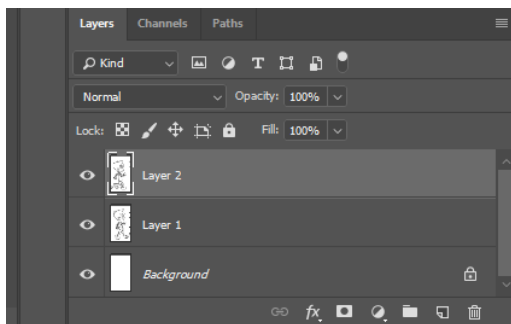 Layers Channels Paths
Kind T
Normal Opacity: 100%
Lock: Fill: 100%
Layer 2
Layer 1
Background
fx